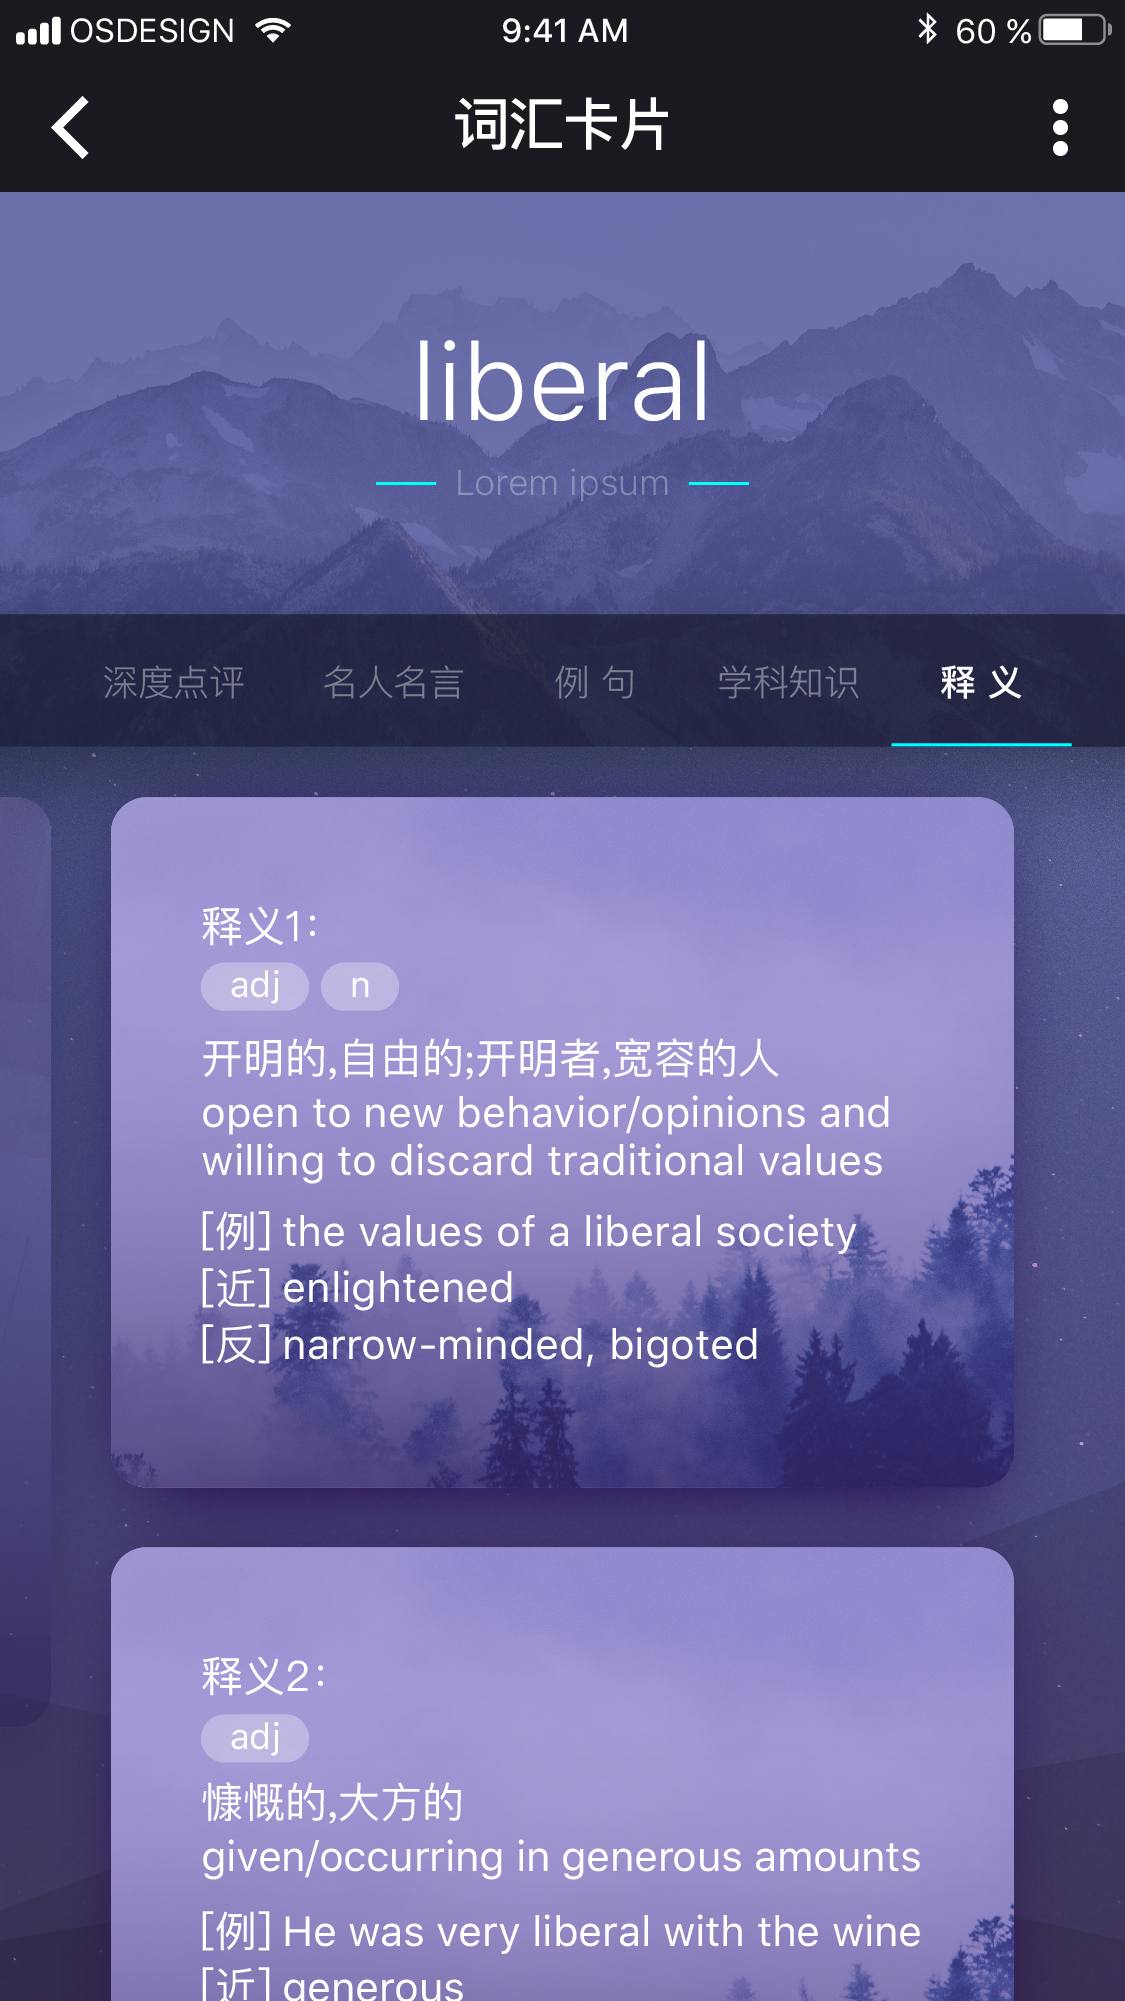 OSDESIGN 9:41 AM 60 %
词汇卡片
liberal
Lorem ipsum
深度点评 名人名言 例 句 学科知识 释 义
释义1:
adj n
开明的,自由的;开明者,宽容的人
open to new behavior/opinions and
willing to discard traditional values
[例] the values of a liberal society
[近] enlightened
[反] narrow-minded, bigoted
释义2:
adj
慷慨的,大方的
given/occurring in generous amounts
[例] He was very liberal with the wine
[近] generous